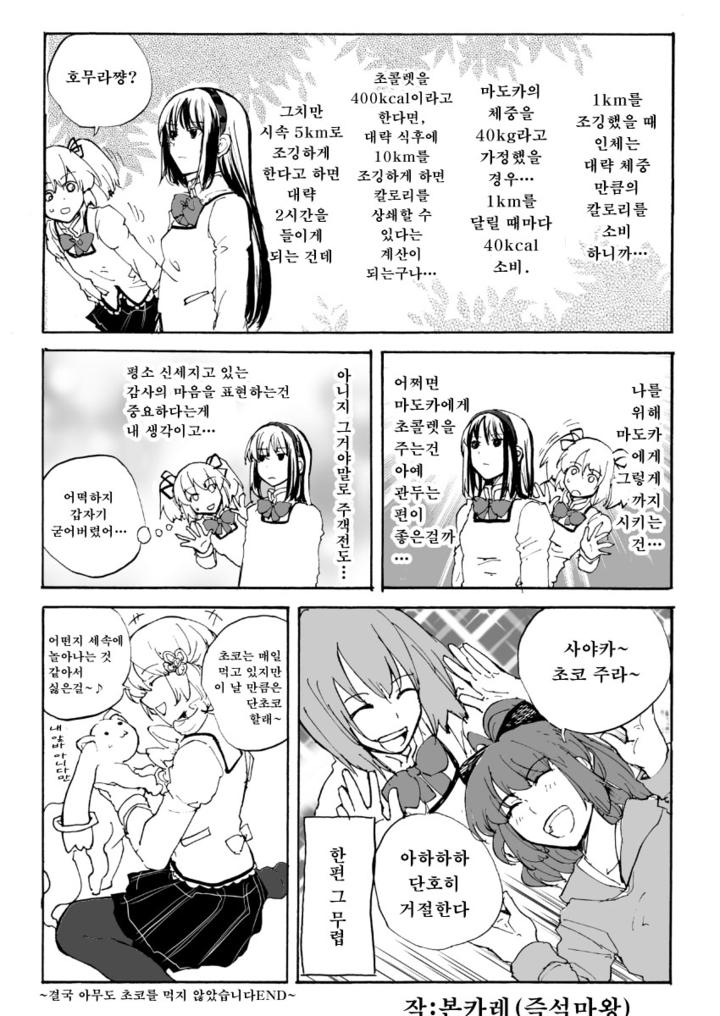 1km를
조깅했을 때
인체는
대략 체중
만큼의
칼로리를
소비
하니까…
마도카의
체중을
40kg라고
가정했을
경우…
1km를
달릴 때마다
40kcal
소비.
초콜렛을
400kcal이라고
한다면,
대략 식후에
10km를
조깅하게 하면
칼로리를
상쇄할 수
있다는
계산이
되는구나…
그치만
시속 5km로
조깅하게
한다고 하면
대략
2시간을
들이게
되는 건데
호무라쨩?
나를
위해
마도카
에게
그렇게
까지
시키는
건…
어쩌면
마도카에게
초콜렛을
주는건
아예
관두는
편이
좋은걸까
…
아니지 그거야말로 주객전도…
평소 신세지고 있는
감사의 마음을 표현하는건
중요하다는게
내 생각이고…
어떡하지
갑자기
굳어버렸어…
사야카~
초코 주라~
아하하하
단호히
거절한다
한편 그 무렵
초코는 매일
먹고 있지만
이 날 만큼은
단초코
할래~
어떤지 세속에
놀아나는 것
같아서
싫은걸~♪
내 알바 아니다만
~결국 아무도 초코를 먹지 않았습니다END~
작:본카레(즉석마왕)